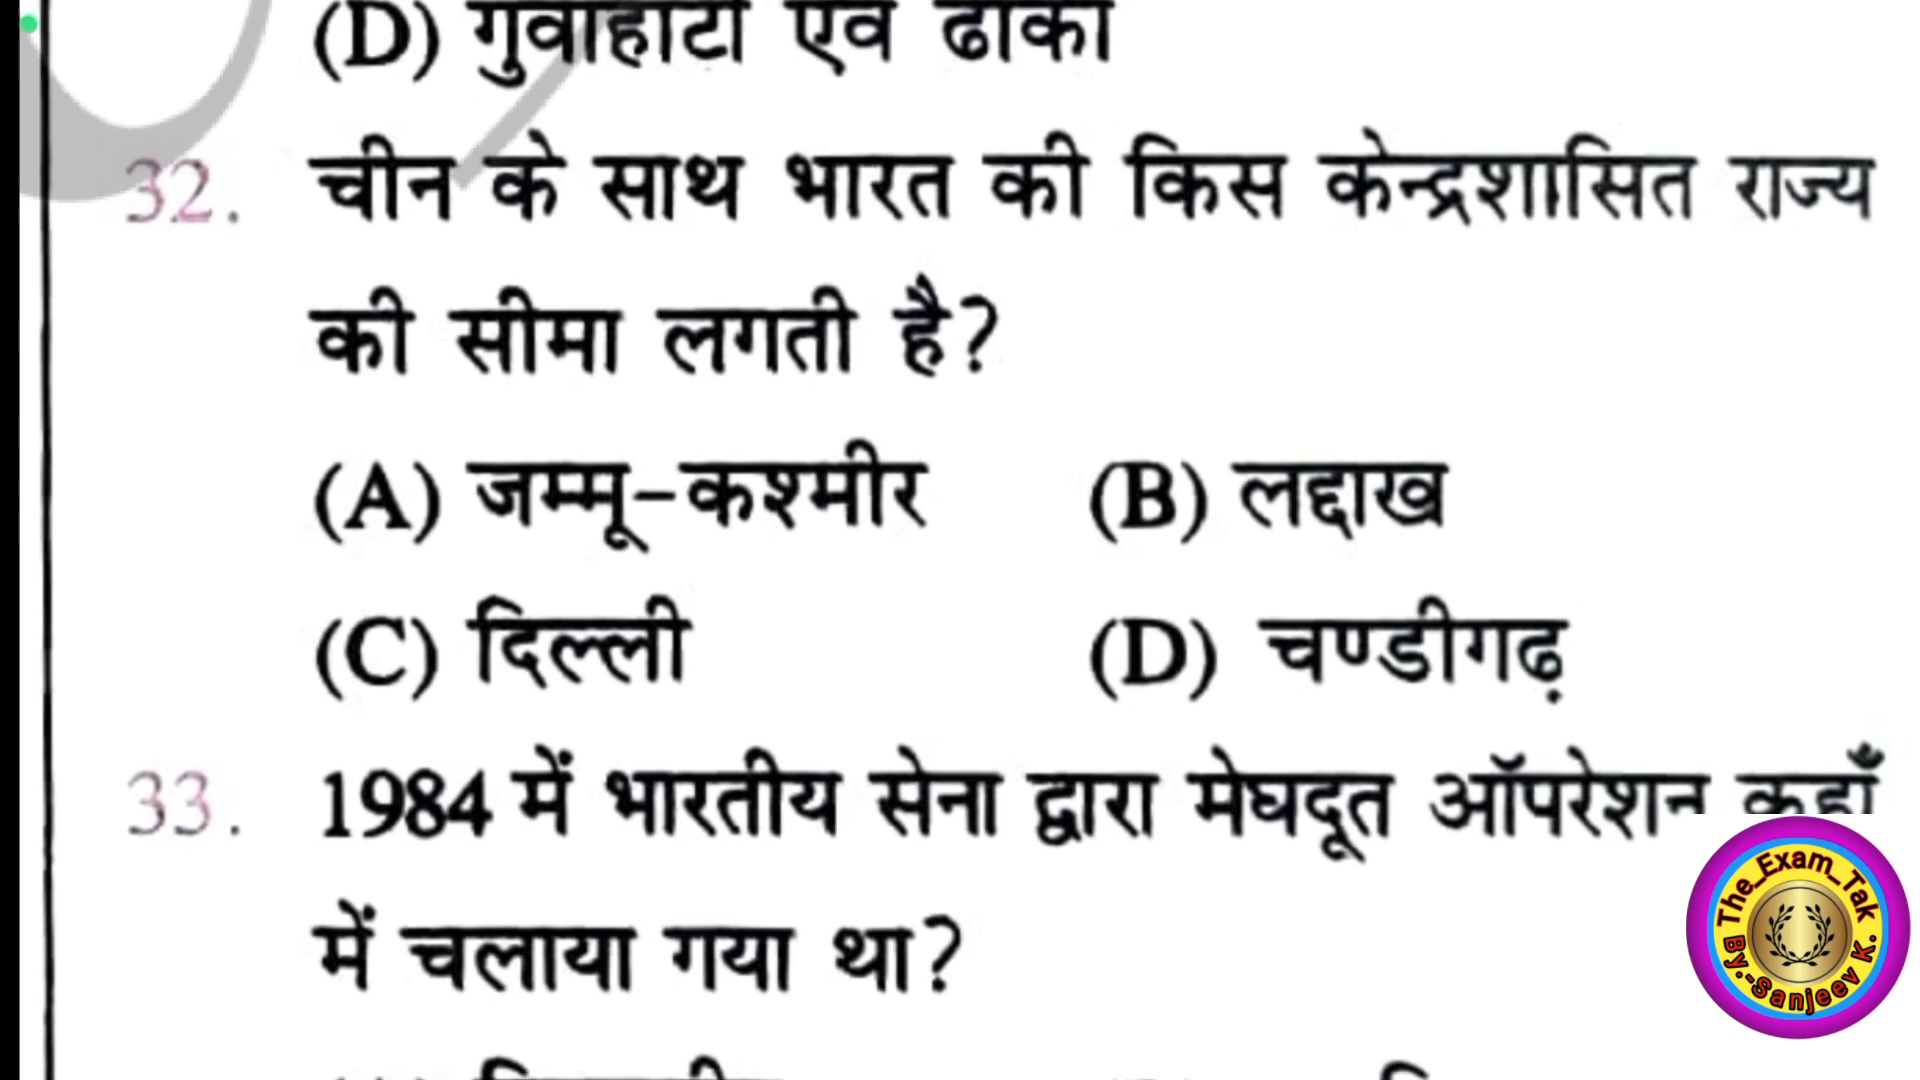 (D) गुवाहाटी एवं ढाका
32. चीन के साथ भारत की किस केन्द्रशासित राज्य
की सीमा लगती है?
(A) जम्मू-कश्मीर (B) लद्दाख
(C) दिल्ली (D) चण्डीगढ़
33. 1984 में भारतीय सेना द्वारा मेघदूत ऑपरेशन कहाँ
में चलाया गया था?
The_Exam_Tak
By.-Sanjeev K.